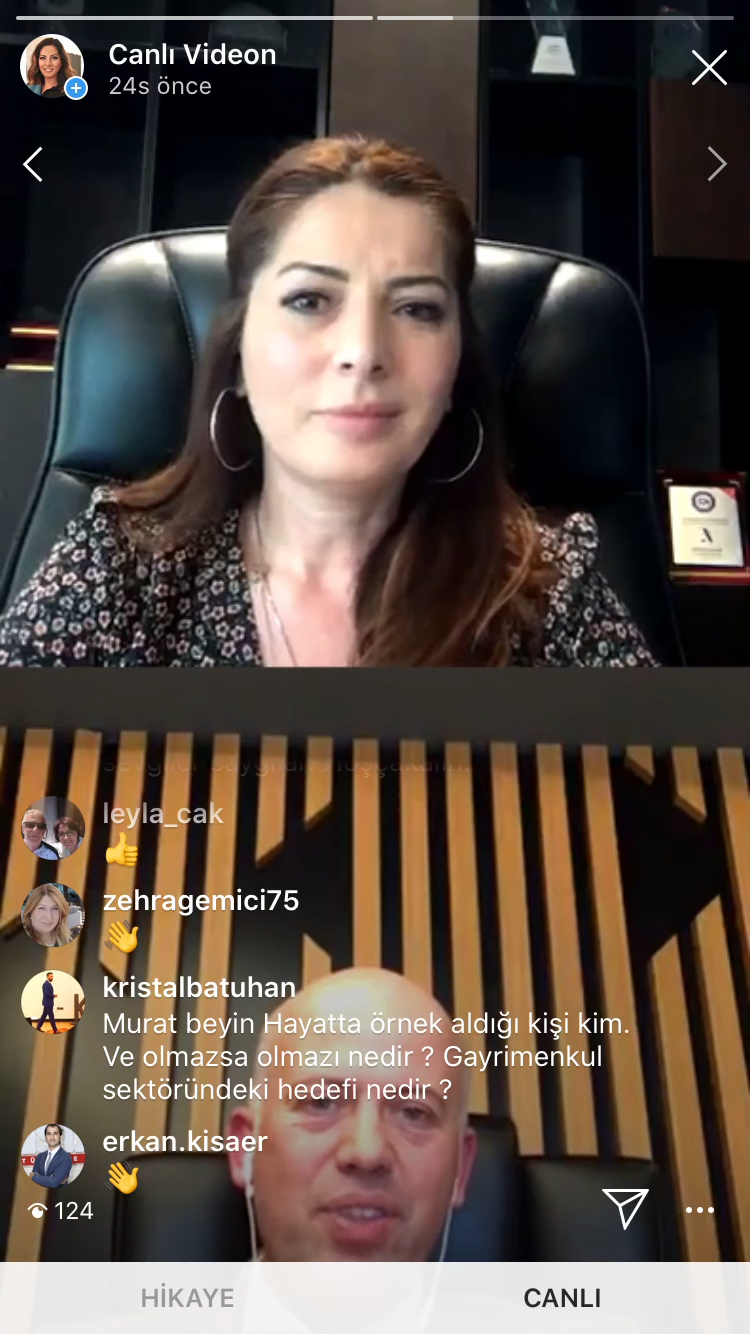 Canlı Videon
24s önce
leyla_cak
👍
zehragemici75
👋
kristalbatuhan
Murat beyin Hayatta örnek aldığı kişi kim.
Ve olmazsa olmazı nedir ? Gayrimenkul
sektöründeki hedefi nedir ?
erkan.kisaer
👋
124
HİKAYE
CANLI